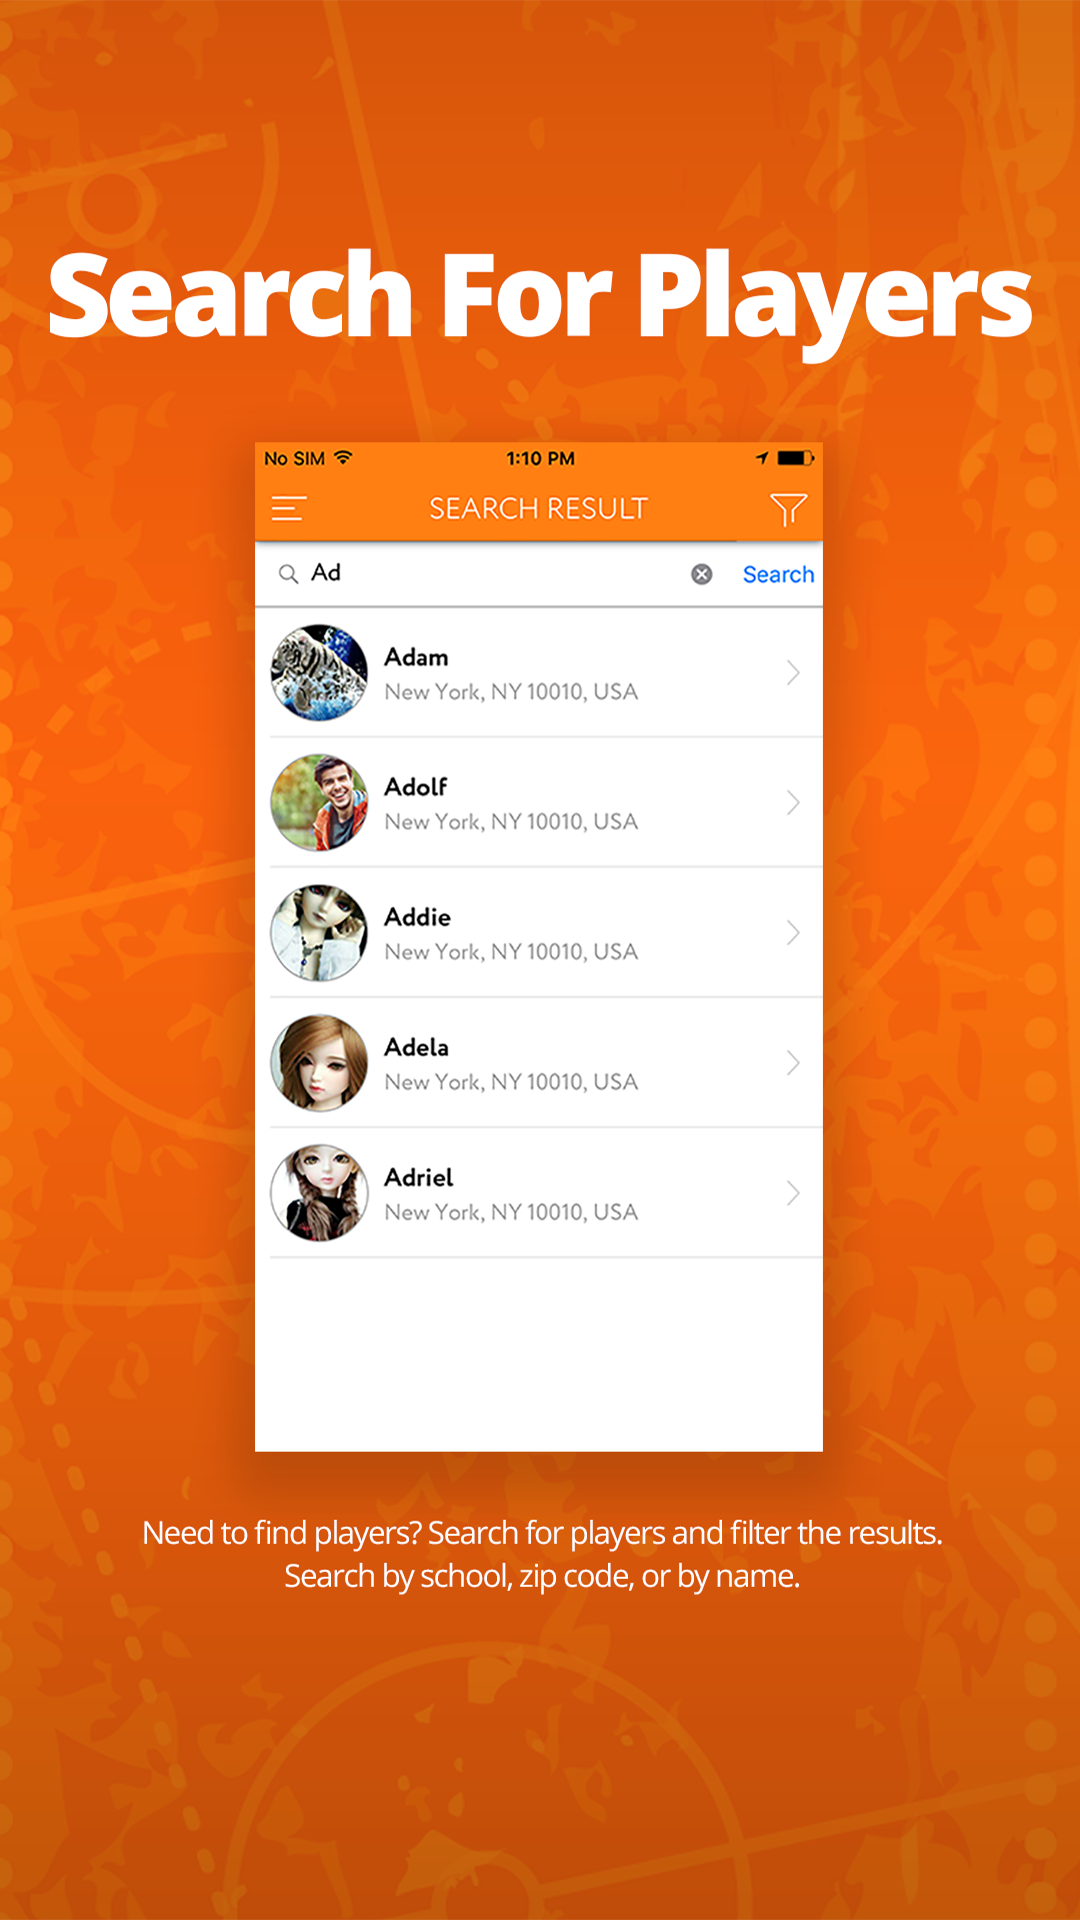 Search For Players
No SIM 1:10 PM
SEARCH RESULT
Ad Search
Adam
New York, NY 10010, USA
Adolf
New York, NY 10010, USA
Addie
New York, NY 10010, USA
Adela
New York, NY 10010, USA
Adriel
New York, NY 10010, USA
Need to find players? Search for players and filter the results.
Search by school, zip code, or by name.